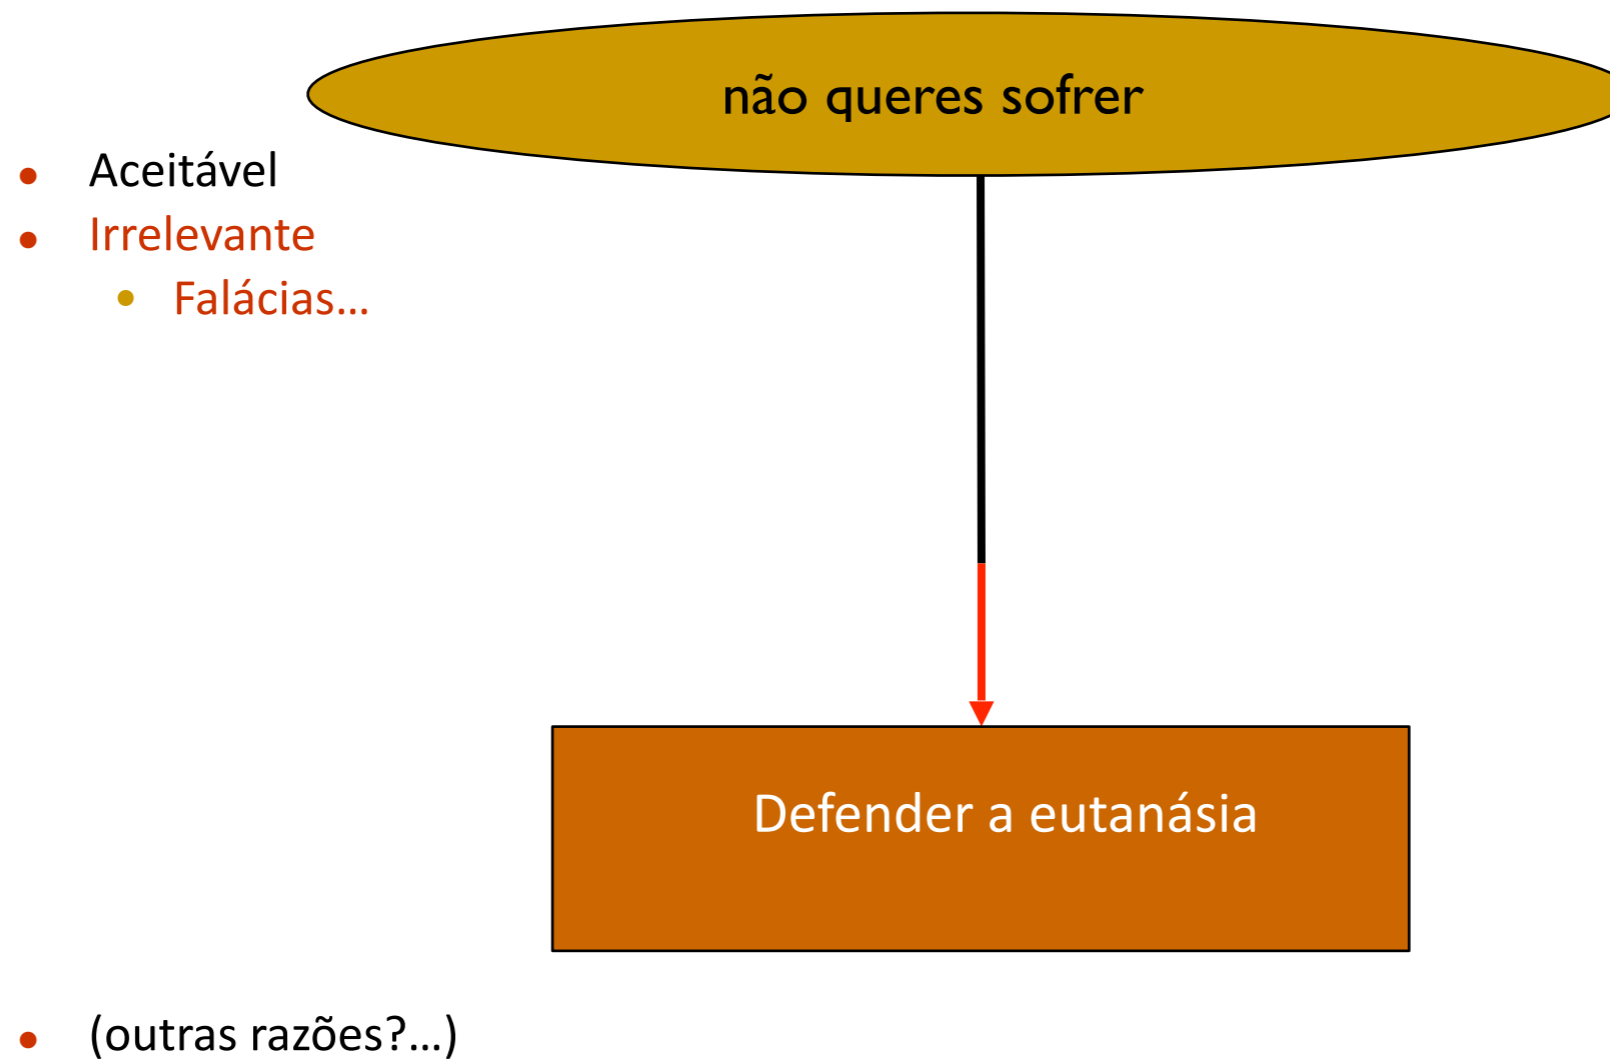 não queres sofrer
Aceitável
Irrelevante
Falácias...
Defender a eutanásia
(outras razões?...)